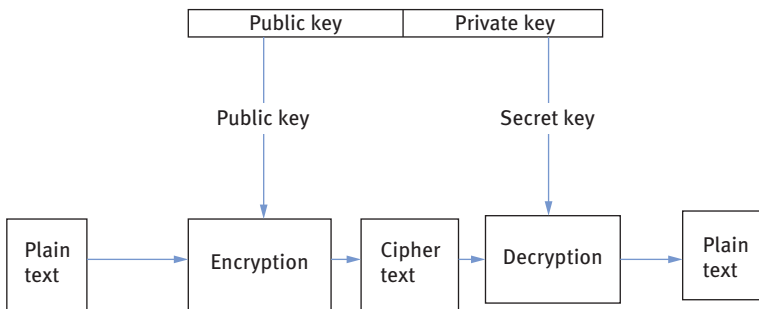 Public key
Private key
Public key
Secret key
Plain
text
Encryption
Cipher
text
Decryption
Plain
text